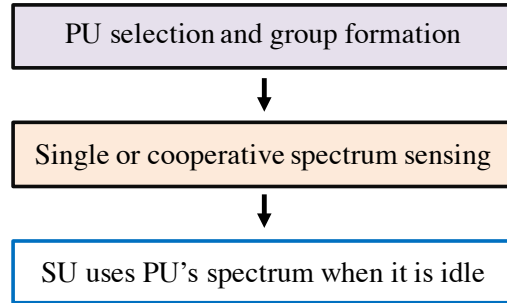 PU selection and group formation
Single or cooperative spectrum sensing
SU uses PU's spectrum when it is idle